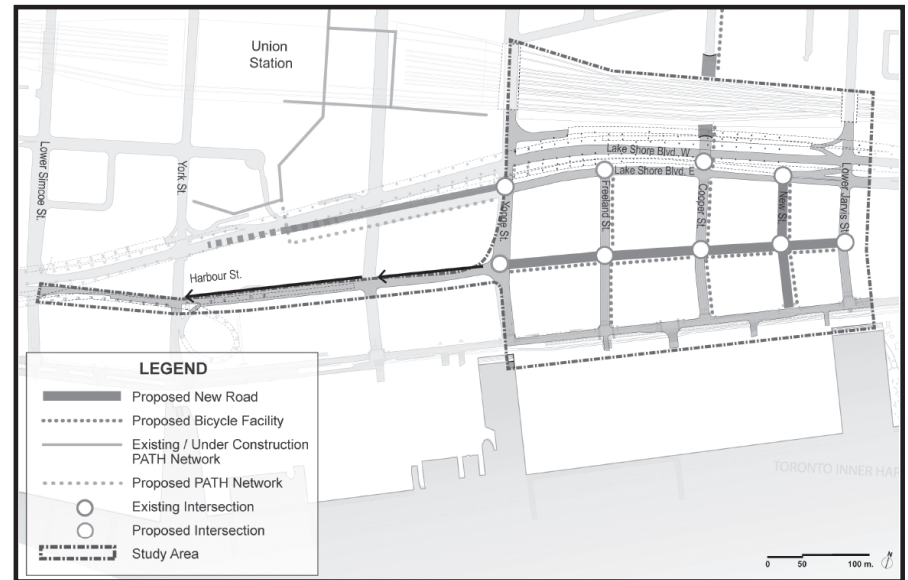 Union
Station
Lower Simcoe St.
York St.
Lake Shore Blvd. W
Lake Shore Blvd. E
Yonge St.
Freeland St.
Cooper St.
New St.
Lower Jarvis St.
Harbour St.
LEGEND
Proposed New Road
Proposed Bicycle Facility
Existing / Under Construction
PATH Network
Proposed PATH Network
Existing Intersection
Proposed Intersection
Study Area
TORONTO INNER HAR
0 50 100 m.
N